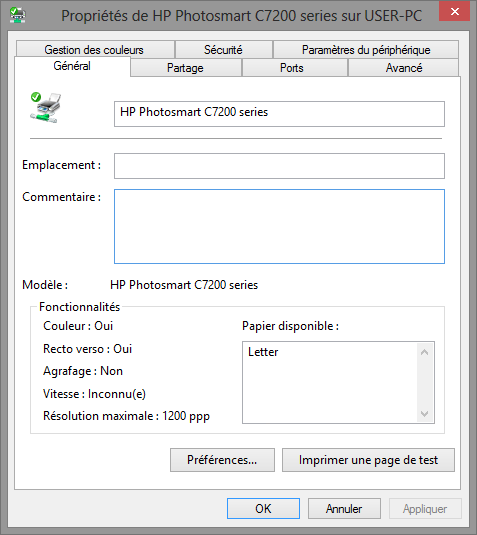 Propriétés de HP Photosmart C7200 series sur USER-PC
Gestion des couleurs Sécurité Paramètres du périphérique
Général Partage Ports Avancé
HP Photosmart C7200 series
Emplacement :
Commentaire :
Modèle : HP Photosmart C7200 series
Fonctionnalités
Couleur : Oui Papier disponible :
Recto verso : Oui Letter
Agrafage : Non
Vitesse : Inconnu(e)
Résolution maximale : 1200 ppp
Préférences... Imprimer une page de test
OK Annuler Appliquer